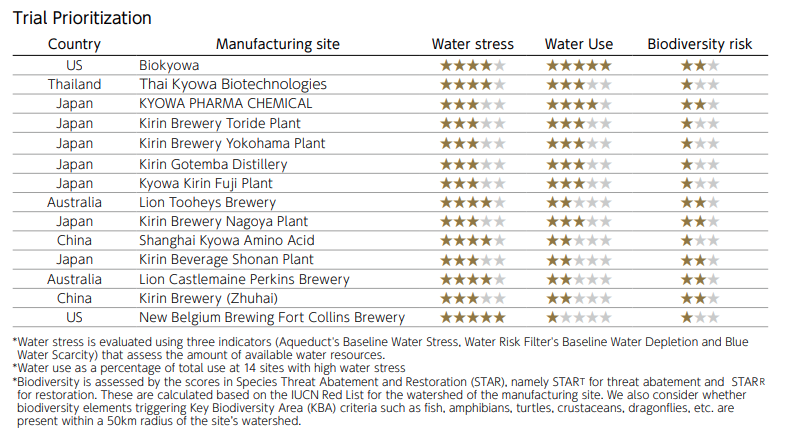 Trial Prioritization
Country Manufacturing site Water stress Water Use Biodiversity risk
US Biokyowa ★★★★★ ★★★★★ ★★★
Thailand Thai Kyowa Biotechnologies ★★★★★ ★★★★★ ★★★
Japan KYOWA PHARMA CHEMICAL ★★★★★ ★★★★★ ★★★
Japan Kirin Brewery Toride Plant ★★★★★ ★★★★★ ★★★
Japan Kirin Brewery Yokohama Plant ★★★★★ ★★★★★ ★★★
Japan Kirin Gotemba Distillery ★★★★★ ★★★★★ ★★★
Japan Kyowa Kirin Fuji Plant ★★★★★ ★★★★★ ★★★
Australia Lion Tooheys Brewery ★★★★★ ★★★★★ ★★★
Japan Kirin Brewery Nagoya Plant ★★★★★ ★★★★★ ★★★
China Shanghai Kyowa Amino Acid ★★★★★ ★★★★★ ★★★
Japan Kirin Beverage Shonan Plant ★★★★★ ★★★★★ ★★★
Australia Lion Castlemaine Perkins Brewery ★★★★★ ★★★★★ ★★★
China Kirin Brewery (Zhuhai) ★★★★★ ★★★★★ ★★★
US New Belgium Brewing Fort Collins Brewery ★★★★★ ★★★★★ ★★★
*Water stress is evaluated using three indicators (Aqueduct's Baseline Water Stress, Water Risk Filter's Baseline Water Depletion and Blue
Water Scarcity) that assess the amount of available water resources.
*Water use as a percentage of total use at 14 sites with high water stress
*Biodiversity is assessed by the scores in Species Threat Abatement and Restoration (STAR), namely START for threat abatement and STARR
for restoration. These are calculated based on the IUCN Red List for the watershed of the manufacturing site. We also consider whether
biodiversity elements triggering Key Biodiversity Area (KBA) criteria such as fish, amphibians, turtles, crustaceans, dragonflies, etc. are
present within a 50km radius of the site's watershed.